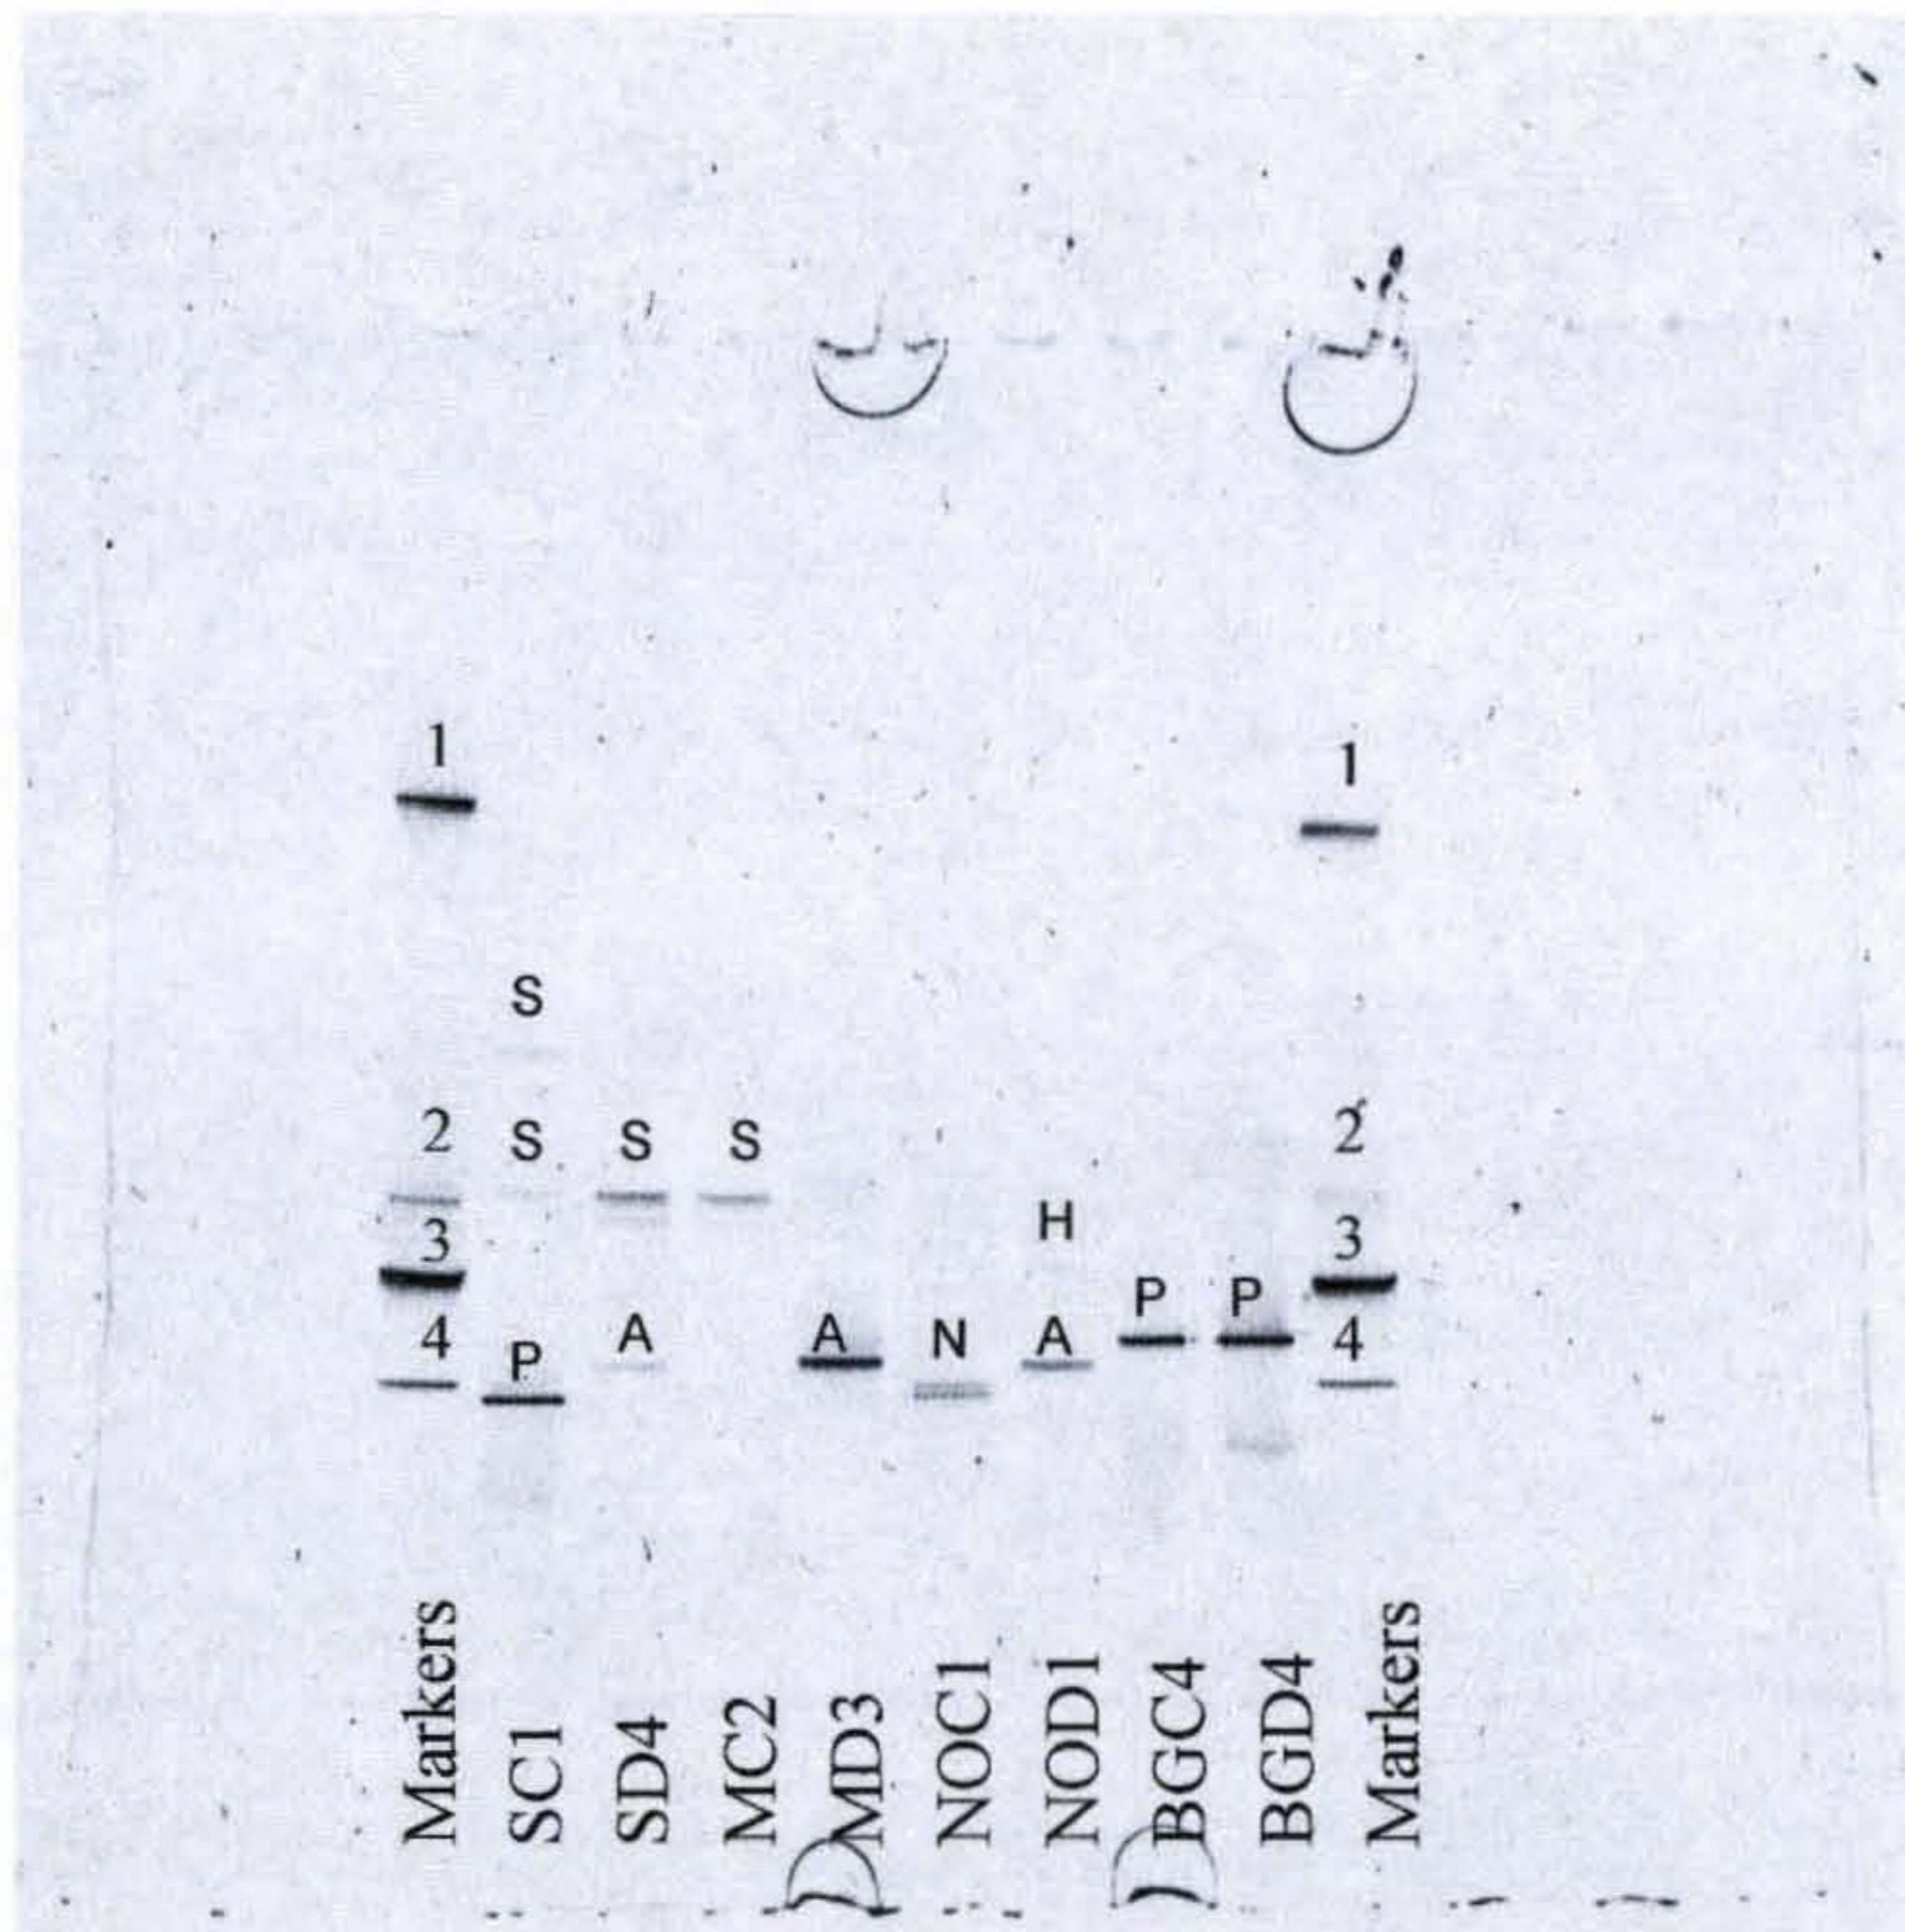 1 1
S
2 S S S 2
H
3 3
P P
4 P A A N A 4
Markers SC1 SD4 MC2 MD3 NOC1 NOD1 BGC4 BGD4 Markers